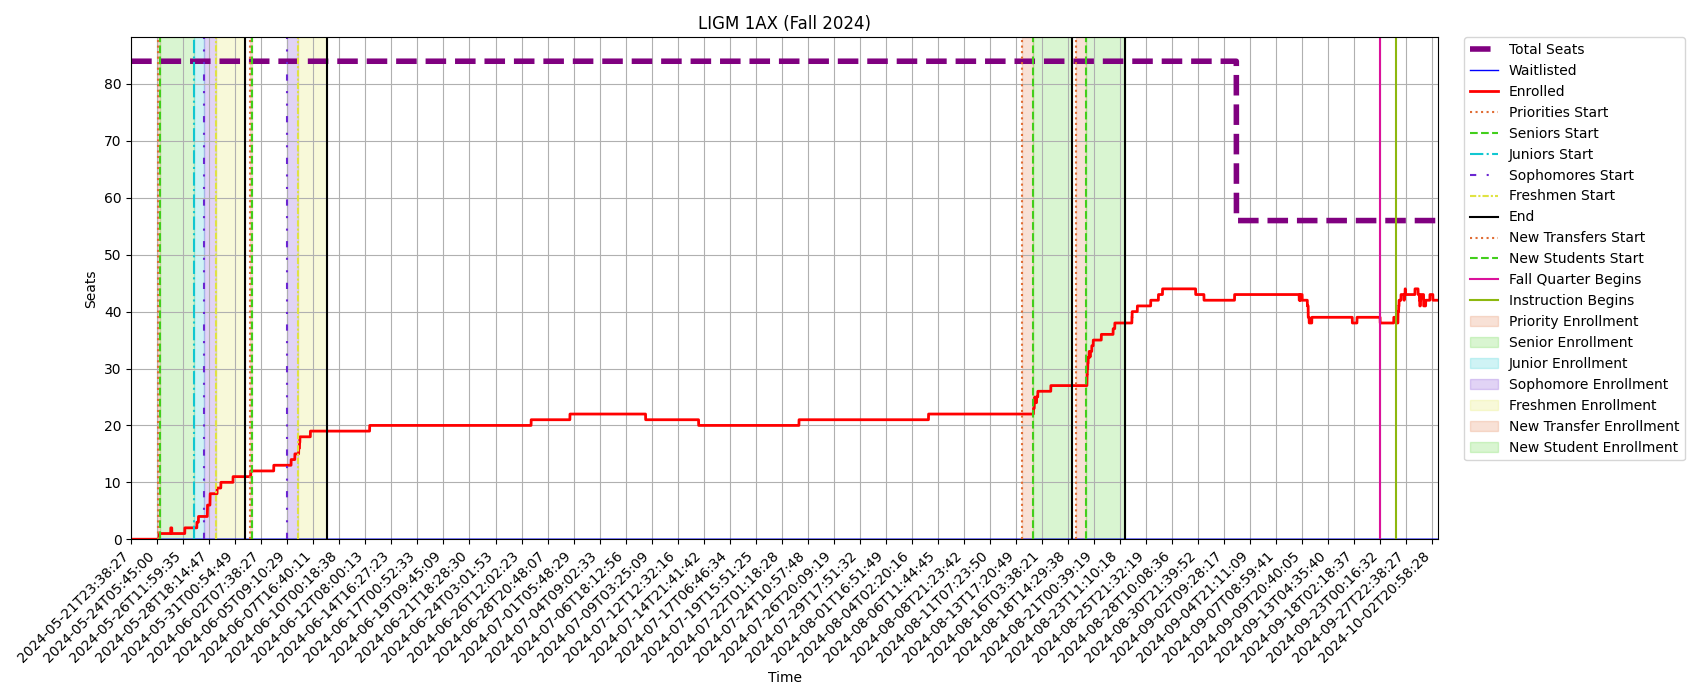 LIGM 1AX (Fall 2024)
Seats
80
70
60
50
40
30
20
10
0
2024-05-21T23:38:27
2024-05-24T05:45:00
2024-05-26T11:59:35
2024-05-28T18:14:47
2024-05-31T00:54:49
2024-06-02T07:38:27
2024-06-05T09:10:29
2024-06-07T16:40:11
2024-06-10T00:18:38
2024-06-12T08:00:13
2024-06-14T16:27:23
2024-06-17T00:52:33
2024-06-19T09:45:09
2024-06-21T18:28:30
2024-06-24T03:01:53
2024-06-26T12:02:23
2024-06-28T20:48:07
2024-07-01T05:48:29
2024-07-04T09:02:33
2024-07-06T18:12:56
2024-07-09T03:25:09
2024-07-12T12:32:16
2024-07-14T21:41:42
2024-07-17T06:46:34
2024-07-19T15:51:25
2024-07-22T01:18:28
2024-07-24T10:57:48
2024-07-26T20:09:19
2024-07-29T17:51:32
2024-08-01T16:51:49
2024-08-04T02:20:16
2024-08-06T11:44:45
2024-08-08T21:23:42
2024-08-11T07:23:50
2024-08-13T17:20:49
2024-08-16T03:38:21
2024-08-18T14:29:38
2024-08-21T00:39:19
2024-08-23T11:10:18
2024-08-25T21:32:19
2024-08-28T10:08:36
2024-08-30T21:39:52
2024-09-02T09:28:17
2024-09-04T21:11:09
2024-09-07T08:59:41
2024-09-09T20:40:05
2024-09-13T04:35:40
2024-09-18T02:18:37
2024-09-23T00:16:32
2024-09-27T22:38:27
2024-10-02T20:58:28
Time
Total Seats
Waitlisted
Enrolled
Priorities Start
Seniors Start
Juniors Start
Sophomores Start
Freshmen Start
End
New Transfers Start
New Students Start
Fall Quarter Begins
Instruction Begins
Priority Enrollment
Senior Enrollment
Junior Enrollment
Sophomore Enrollment
Freshmen Enrollment
New Transfer Enrollment
New Student Enrollment